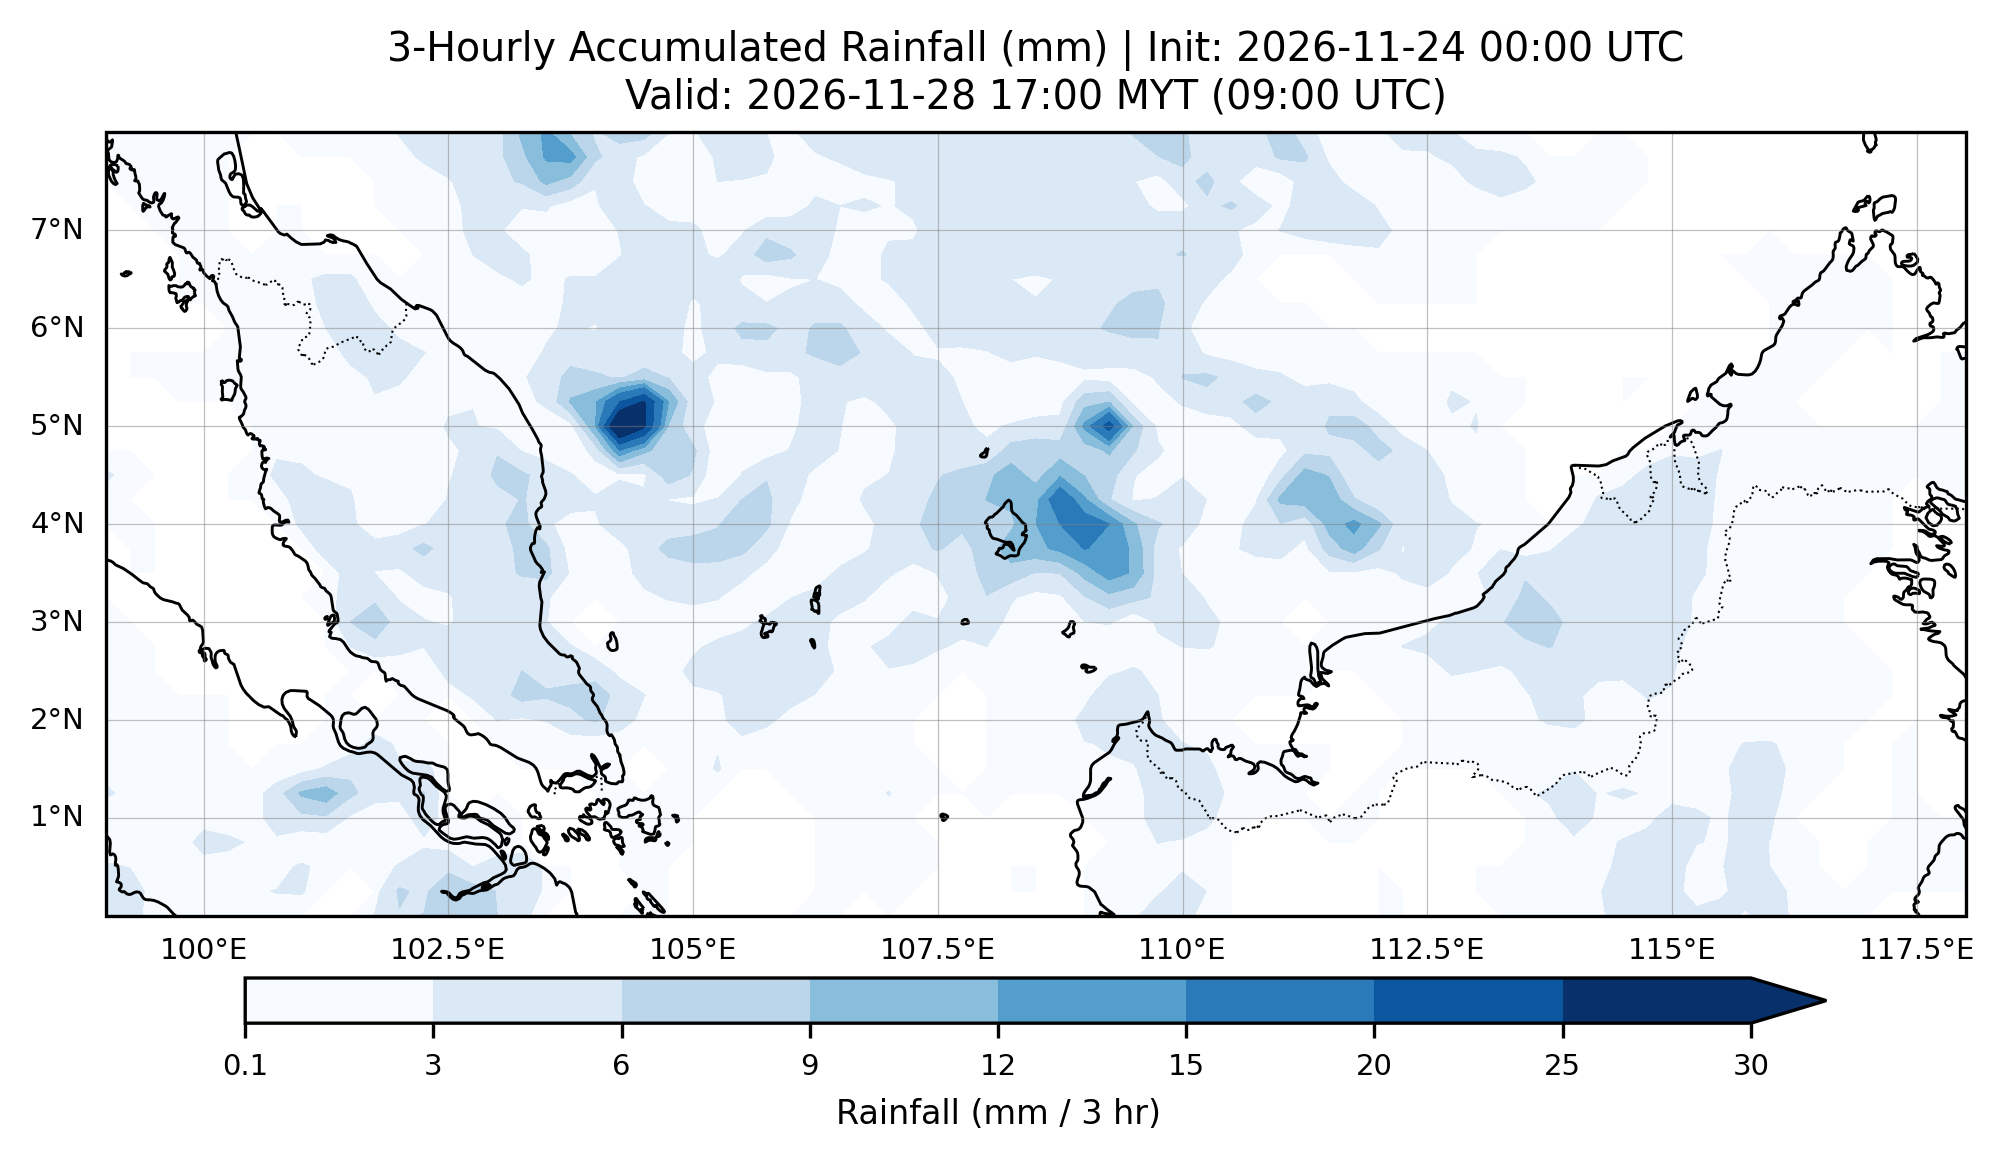 3-Hourly Accumulated Rainfall (mm) | Init: 2026-11-24 00:00 UTC
Valid: 2026-11-28 17:00 MYT (09:00 UTC)
7°N
6°N
5°N
4°N
3°N
2°N
1°N
100°E 102.5°E 105°E 107.5°E 110°E 112.5°E 115°E 117.5°E
0.1 3 6 9 12 15 20 25 30
Rainfall (mm / 3 hr)